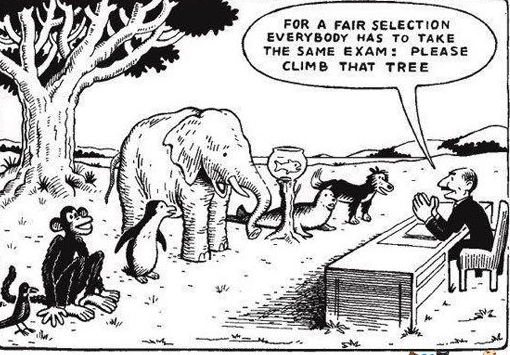 FOR A FAIR SELECTION
EVERYBODY HAS TO TAKE
THE SAME EXAM: PLEASE
CLIMB THAT TREE